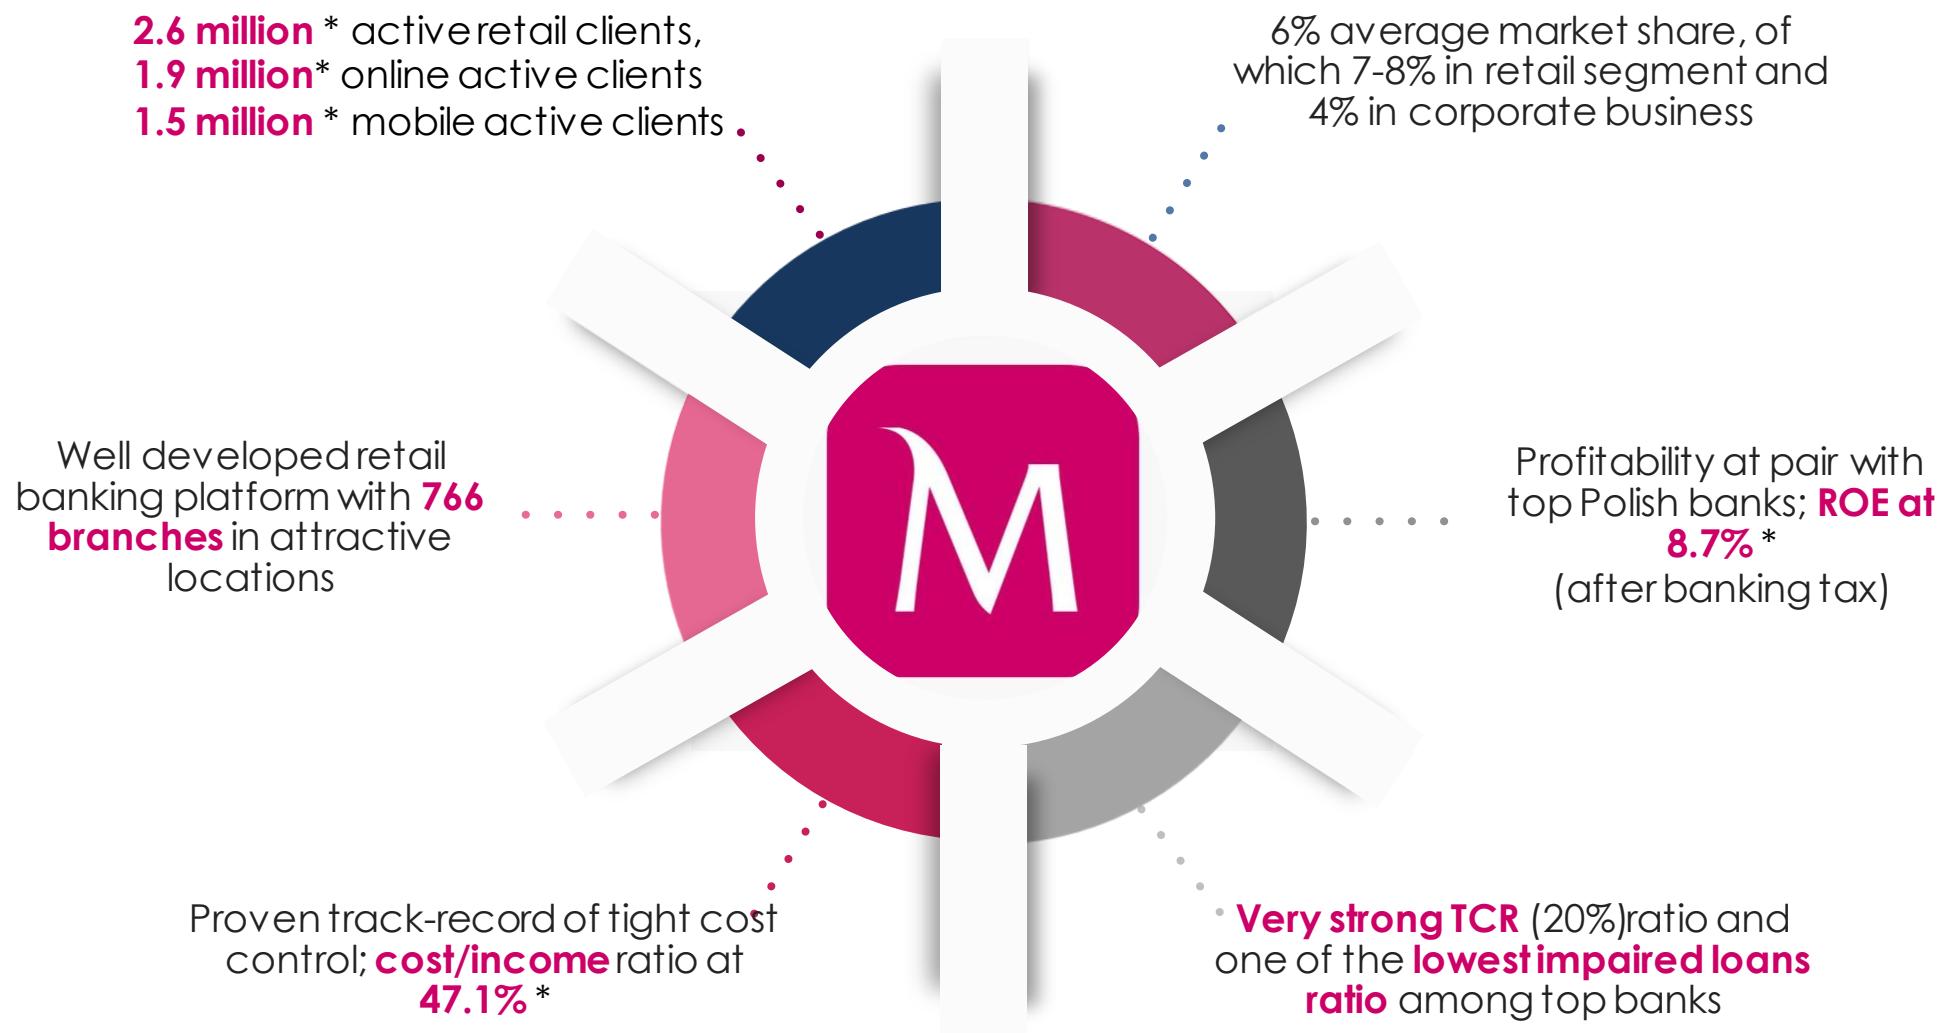 2.6 million * active retail clients,
1.9 million* online active clients
1.5 million * mobile active clients
6% average market share, of
which 7-8% in retail segment and
4% in corporate business
Well developed retail
banking platform with 766
branches in attractive
locations
M
Profitability at pair with
top Polish banks; ROE at
8.7% *
(after banking tax)
Proven track-record of tight cost
control; cost/income ratio at
47.1% *
Very strong TCR (20%)ratio and
one of the lowest impaired loans
ratio among top banks